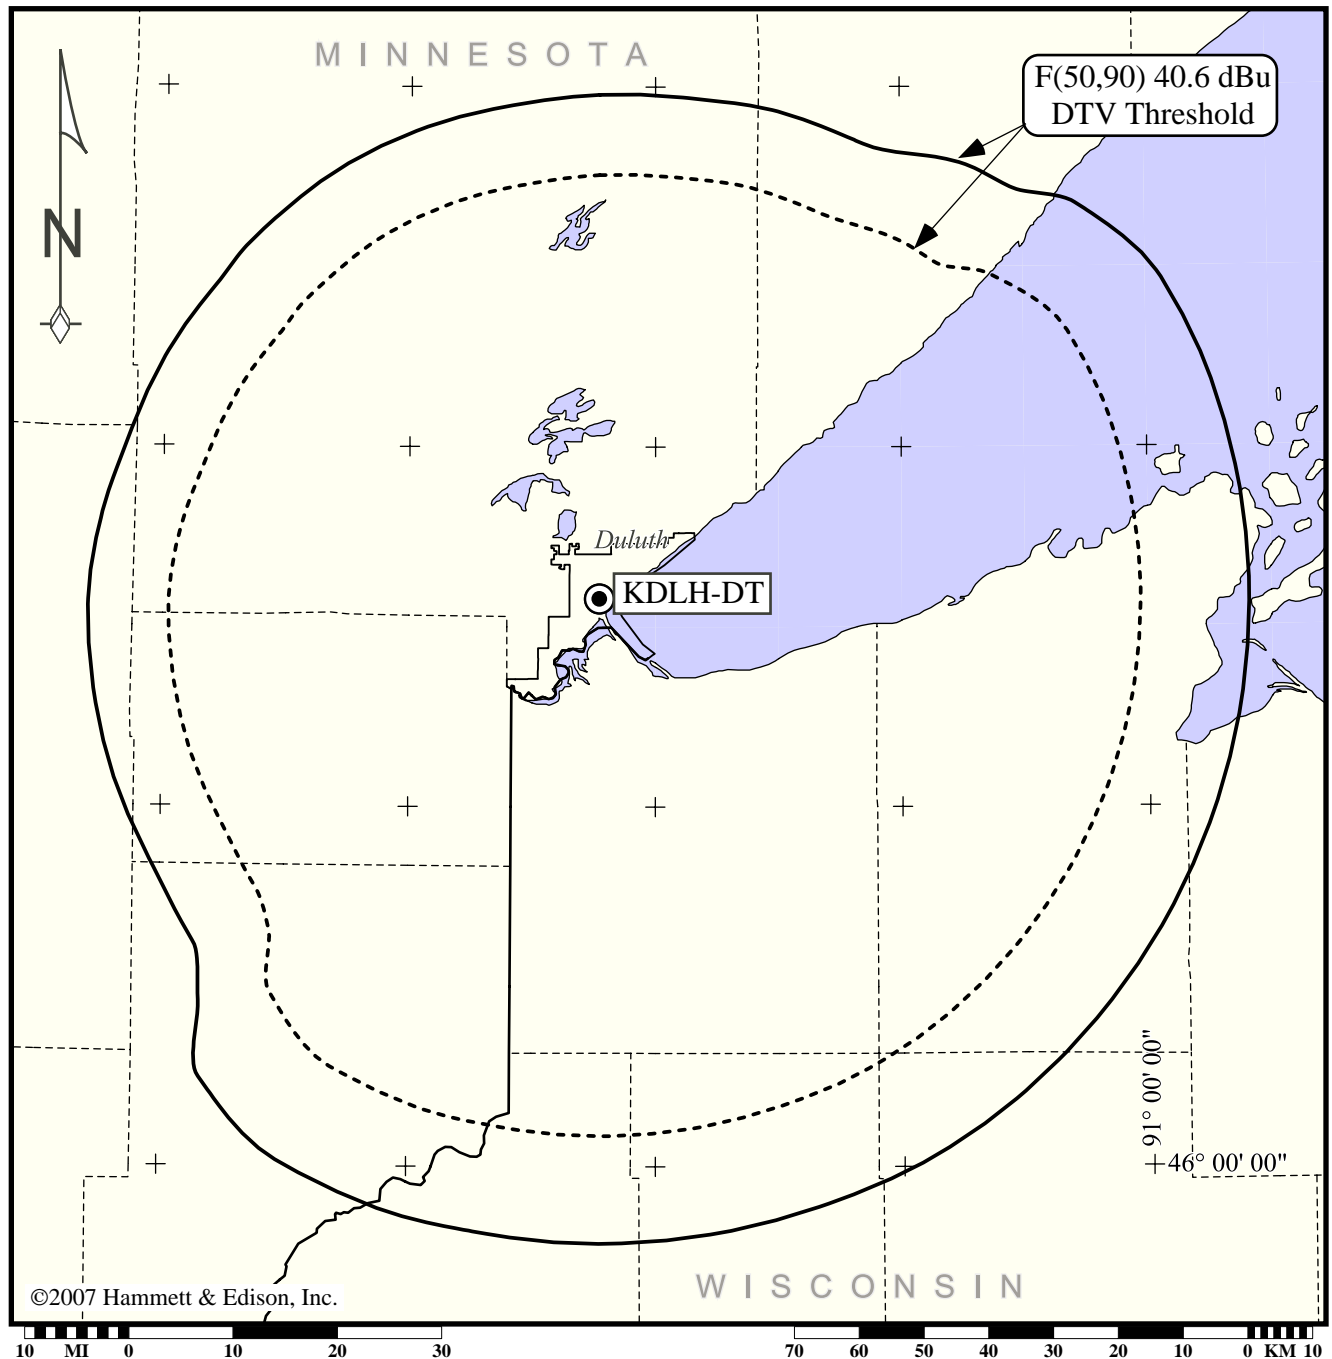 MINNESOTA
F(50,90) 40.6 dBu
DTV Threshold
N
Duluth
KDLH-DT
91° 00' 00"
46° 00' 00"
WISCONSIN
©2007 Hammett & Edison, Inc.
10 MI 0 10 20 30 70 60 50 40 30 20 10 0 KM 10